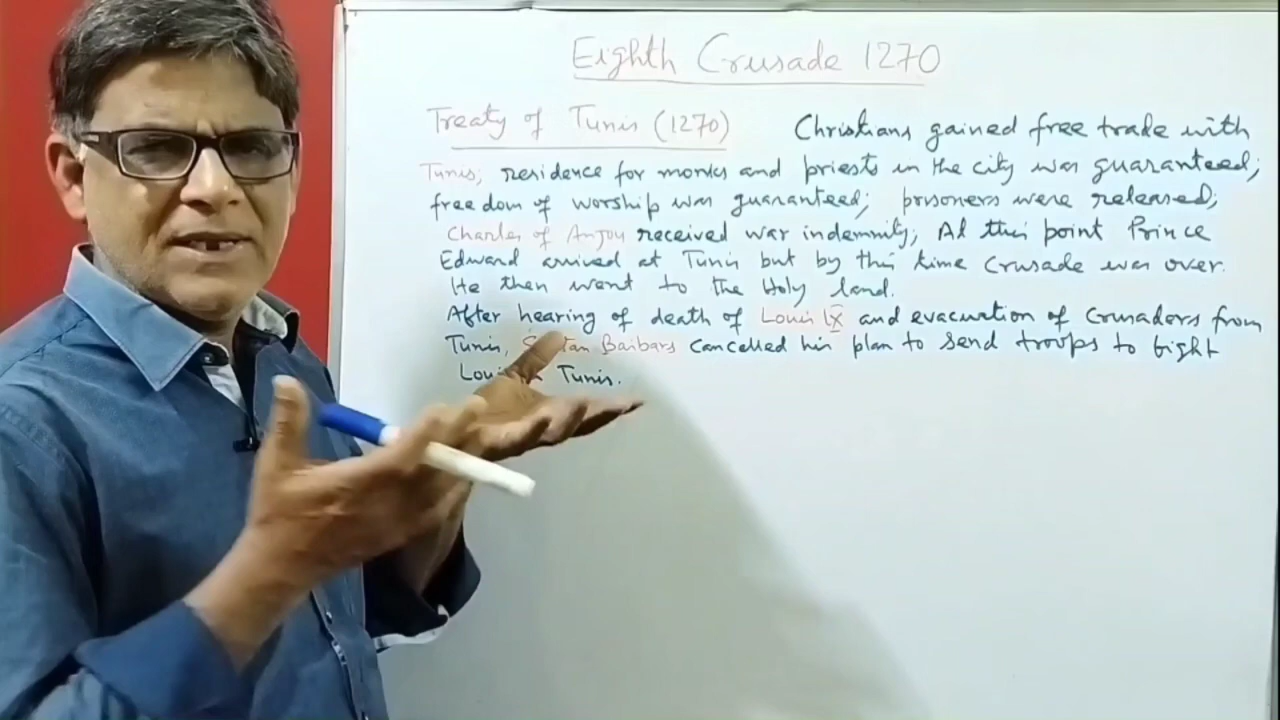 Eighth Crusade 1270
Treaty of Tunis (1270) Christians gained free trade with
Tunis; residence for monks and priests in the city was guaranteed;
freedom of worship was guaranteed; prisoners were released;
Charles of Anjou received war indemnity; At this point Prince
Edward arrived at Tunis but by this time Crusade was over.
He then went to the Holy land.
After hearing of death of Louis IX and evacuation of Crusaders from
Tunis, Baibars cancelled his plan to send troops to fight
Tunis.